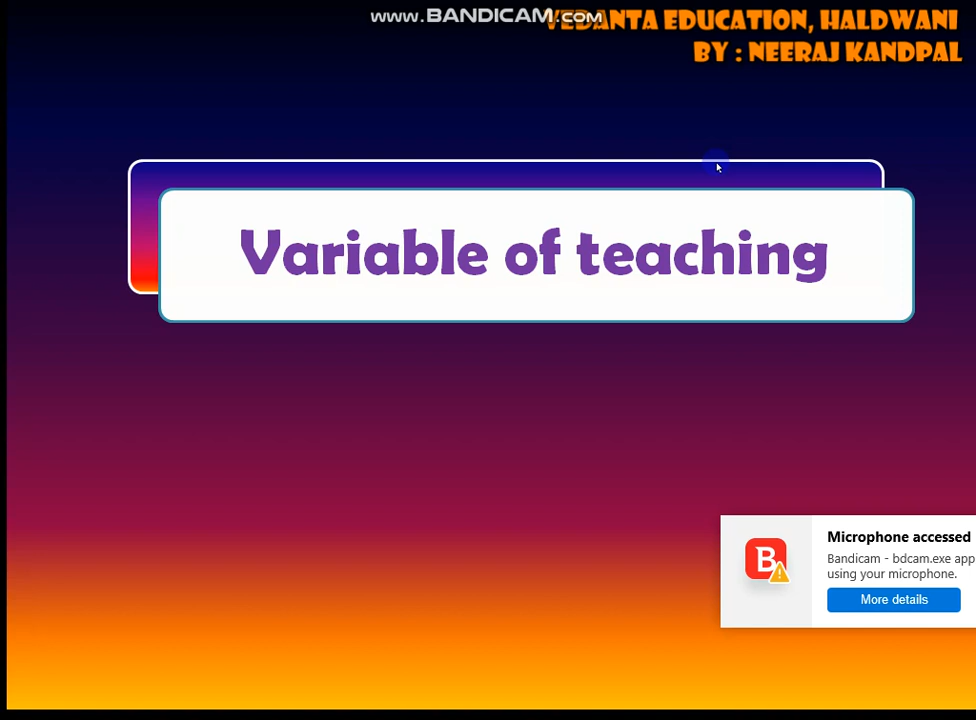 www.BANDICAM.com
VEDANTA EDUCATION, HALDWANI
BY : NEERAJ KANDPAL
Variable of teaching
Microphone accessed
Bandicam - bdcam.exe app
using your microphone.
More details